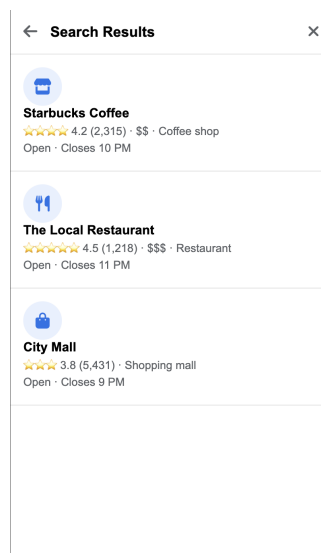 Search Results
Starbucks Coffee
⭐⭐⭐⭐ 4.2 (2,315) · $$ · Coffee shop
Open · Closes 10 PM
The Local Restaurant
⭐⭐⭐⭐⭐ 4.5 (1,218) · $$$ · Restaurant
Open · Closes 11 PM
City Mall
⭐⭐⭐ 3.8 (5,431) · Shopping mall
Open · Closes 9 PM